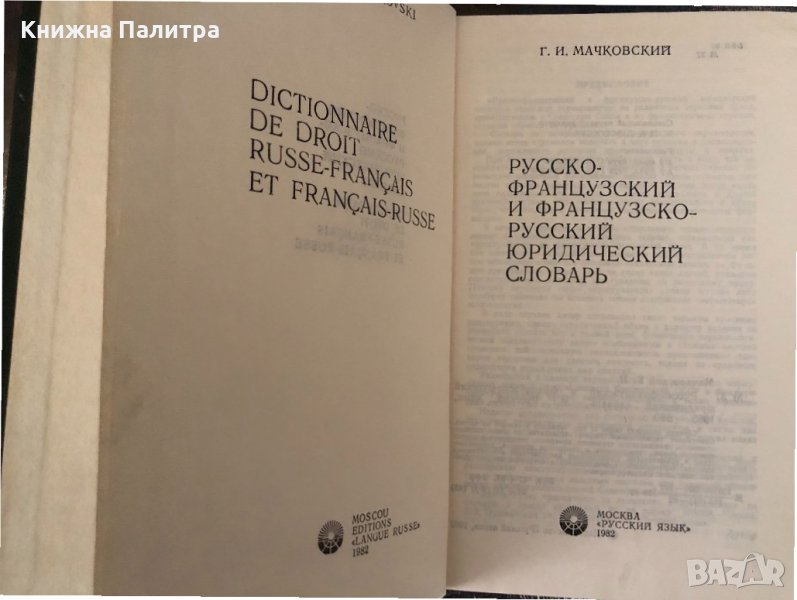 Книжна Палитра
DICTIONNAIRE
DE DROIT
RUSSE-FRANÇAIS
ET FRANÇAIS-RUSSE
MOSCOU
EDITIONS
«LANGUE RUSSE»
1982
Г. И. МАЧКОВСКИЙ
РУССКО-
ФРАНЦУЗСКИЙ
И ФРАНЦУЗСКО-
РУССКИЙ
ЮРИДИЧЕСКИЙ
СЛОВАРЬ
МОСКВА
«РУССКИЙ ЯЗЫК»
1982
BAZAR